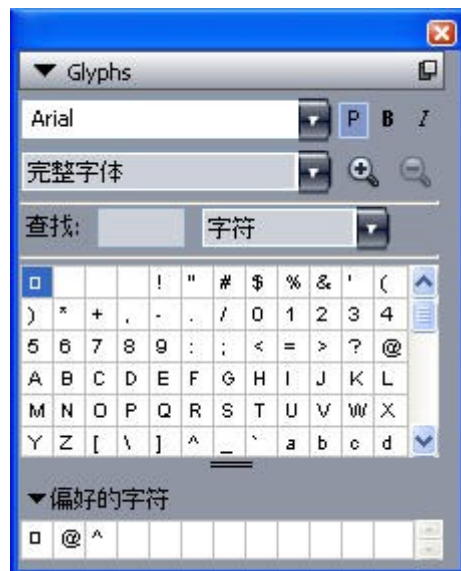 Glyphs
Arial P B I
完整字体
查找: 字符
! " # $ % & ' (
) * + , - . / 0 1 2 3 4
5 6 7 8 9 : ; < = > ? @
A B C D E F G H I J K L
M N O P Q R S T U V W X
Y Z [ \ ] ^ _ ` a b c d
偏好的字符
@ ^